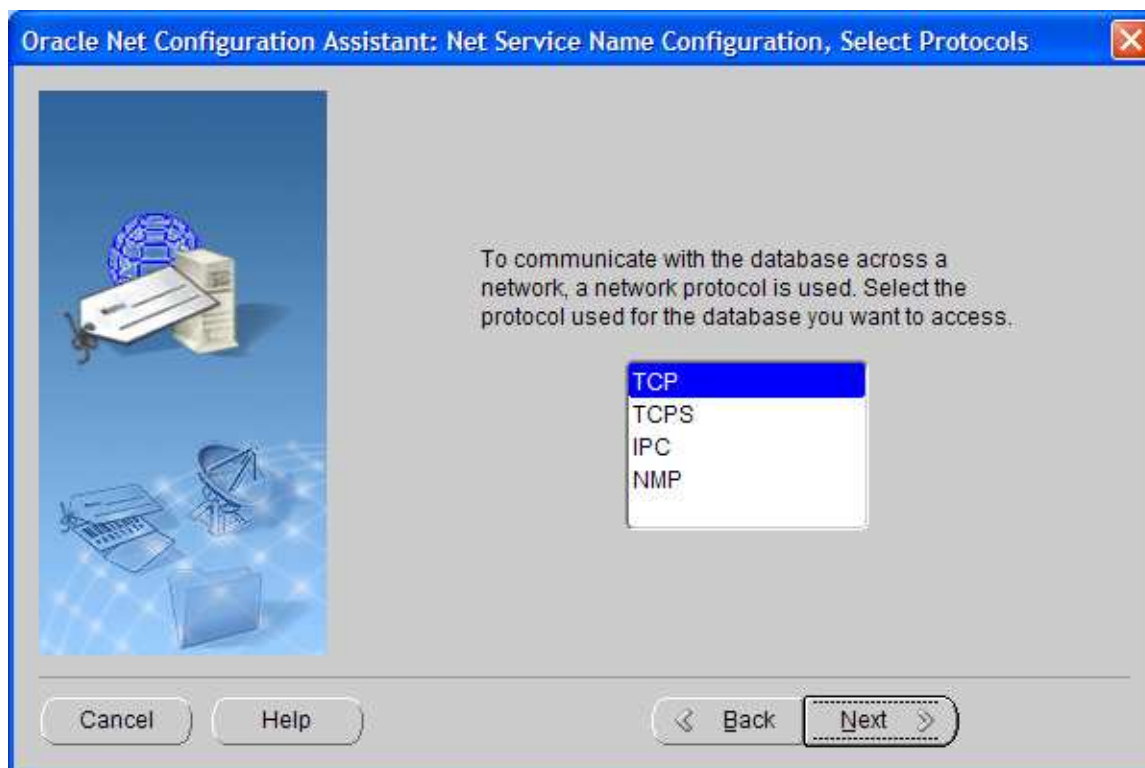 Oracle Net Configuration Assistant: Net Service Name Configuration, Select Protocols
To communicate with the database across a
network, a network protocol is used. Select the
protocol used for the database you want to access.
TCP
TCPS
IPC
NMP
Cancel
Help
Back
Next